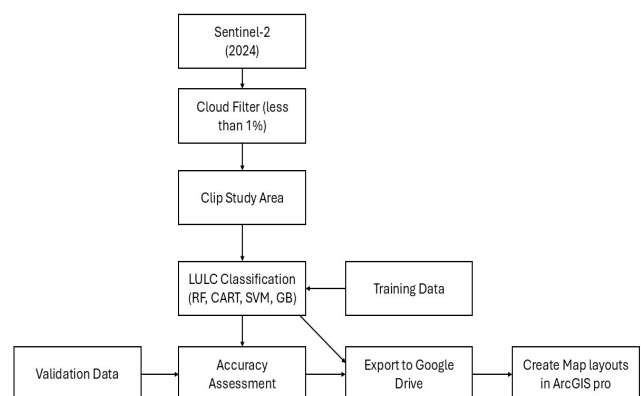 Sentinel-2
(2024)
Cloud Filter (less
than 1%)
Clip Study Area
LULC Classification
(RF, CART, SVM, GB)
Training Data
Validation Data
Accuracy
Assessment
Export to Google
Drive
Create Map layouts
in ArcGIS pro